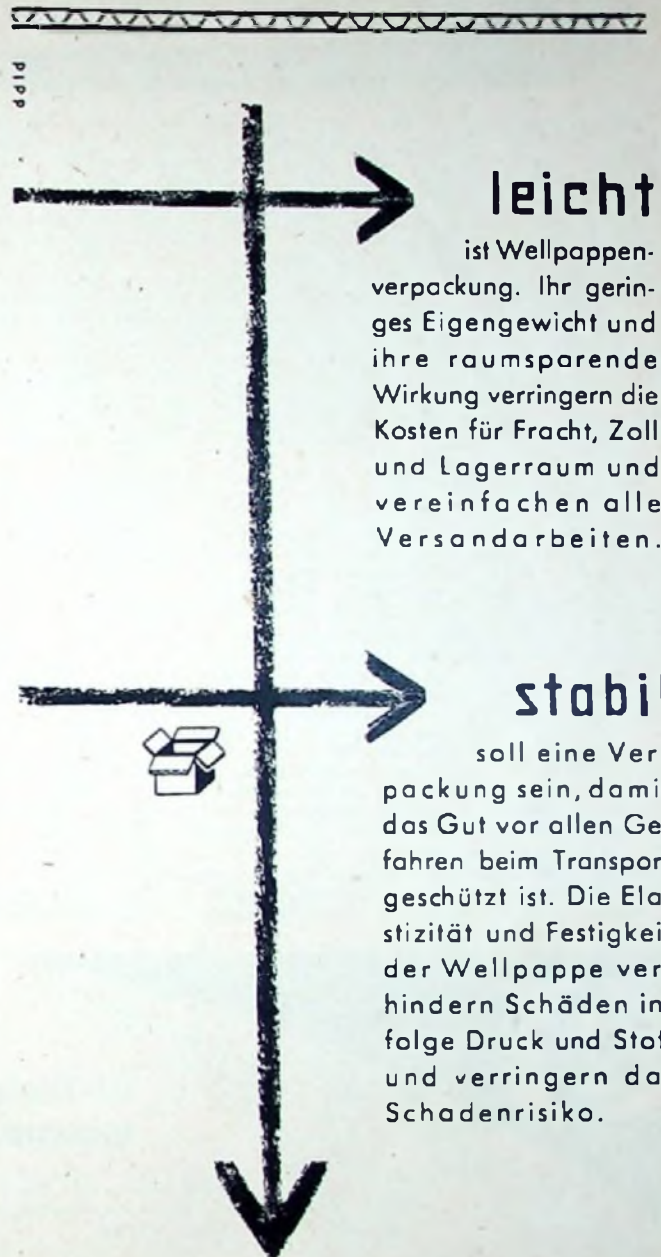 dipp
leicht
ist Wellpappen-
verpackung. Ihr gerin-
ges Eigengewicht und
ihre raumsparende
Wirkung verringern die
Kosten für Fracht, Zoll
und Lagerraum und
vereinfachen alle
Versandarbeiten.
stabil
soll eine Ver
packung sein, dami
das Gut vor allen Ge
fahren beim Transpor
geschützt ist. Die Ela
stizität und Festigkei
der Wellpappe ver
hindern Schäden in
folge Druck und Stoß
und verringern da
Schadenrisiko.